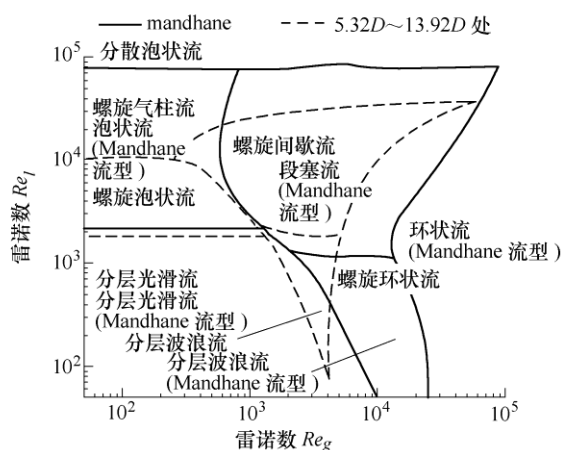 mandhane
5.32D～13.92D 处
分散泡状流
螺旋气柱流
泡状流
(Mandhane
流型)
螺旋泡状流
螺旋间歇流
段塞流
(Mandhane
流型)
环状流
(Mandhane 流型)
螺旋环状流
分层光滑流
分层光滑流
(Mandhane 流型)
分层波浪流
分层波浪流
(Mandhane 流型)
10^5
10^4
10^3
10^2
雷诺数 Re_l
10^2
10^3
10^4
10^5
雷诺数 Re_g